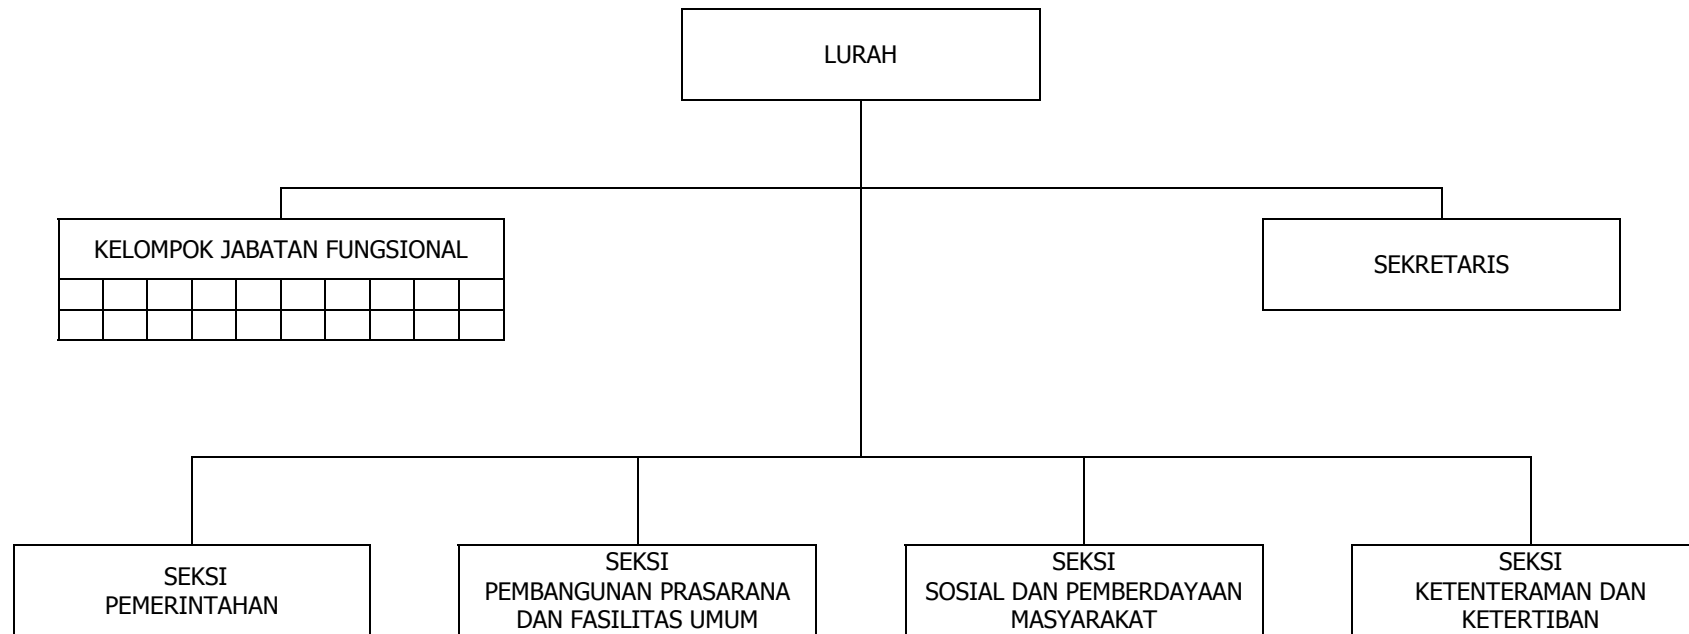 LURAH
KELOMPOK JABATAN FUNGSIONAL
SEKRETARIS
SEKSI
PEMERINTAHAN
SEKSI
PEMBANGUNAN PRASARANA
DAN FASILITAS UMUM
SEKSI
SOSIAL DAN PEMBERDAYAAN
MASYARAKAT
SEKSI
KETENTERAMAN DAN
KETERTIBAN